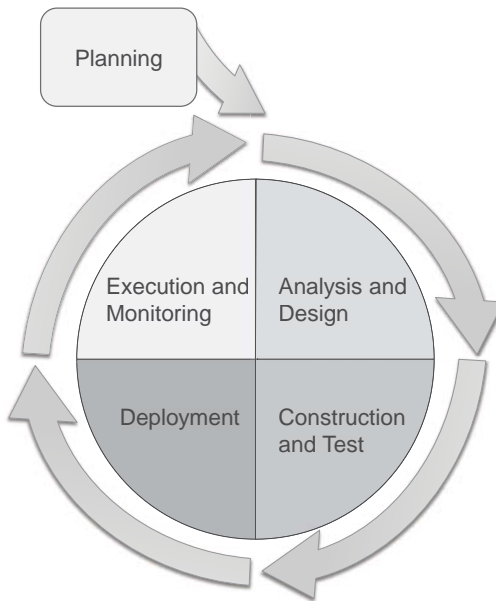 Planning
Execution and
Monitoring
Analysis and
Design
Deployment
Construction
and Test